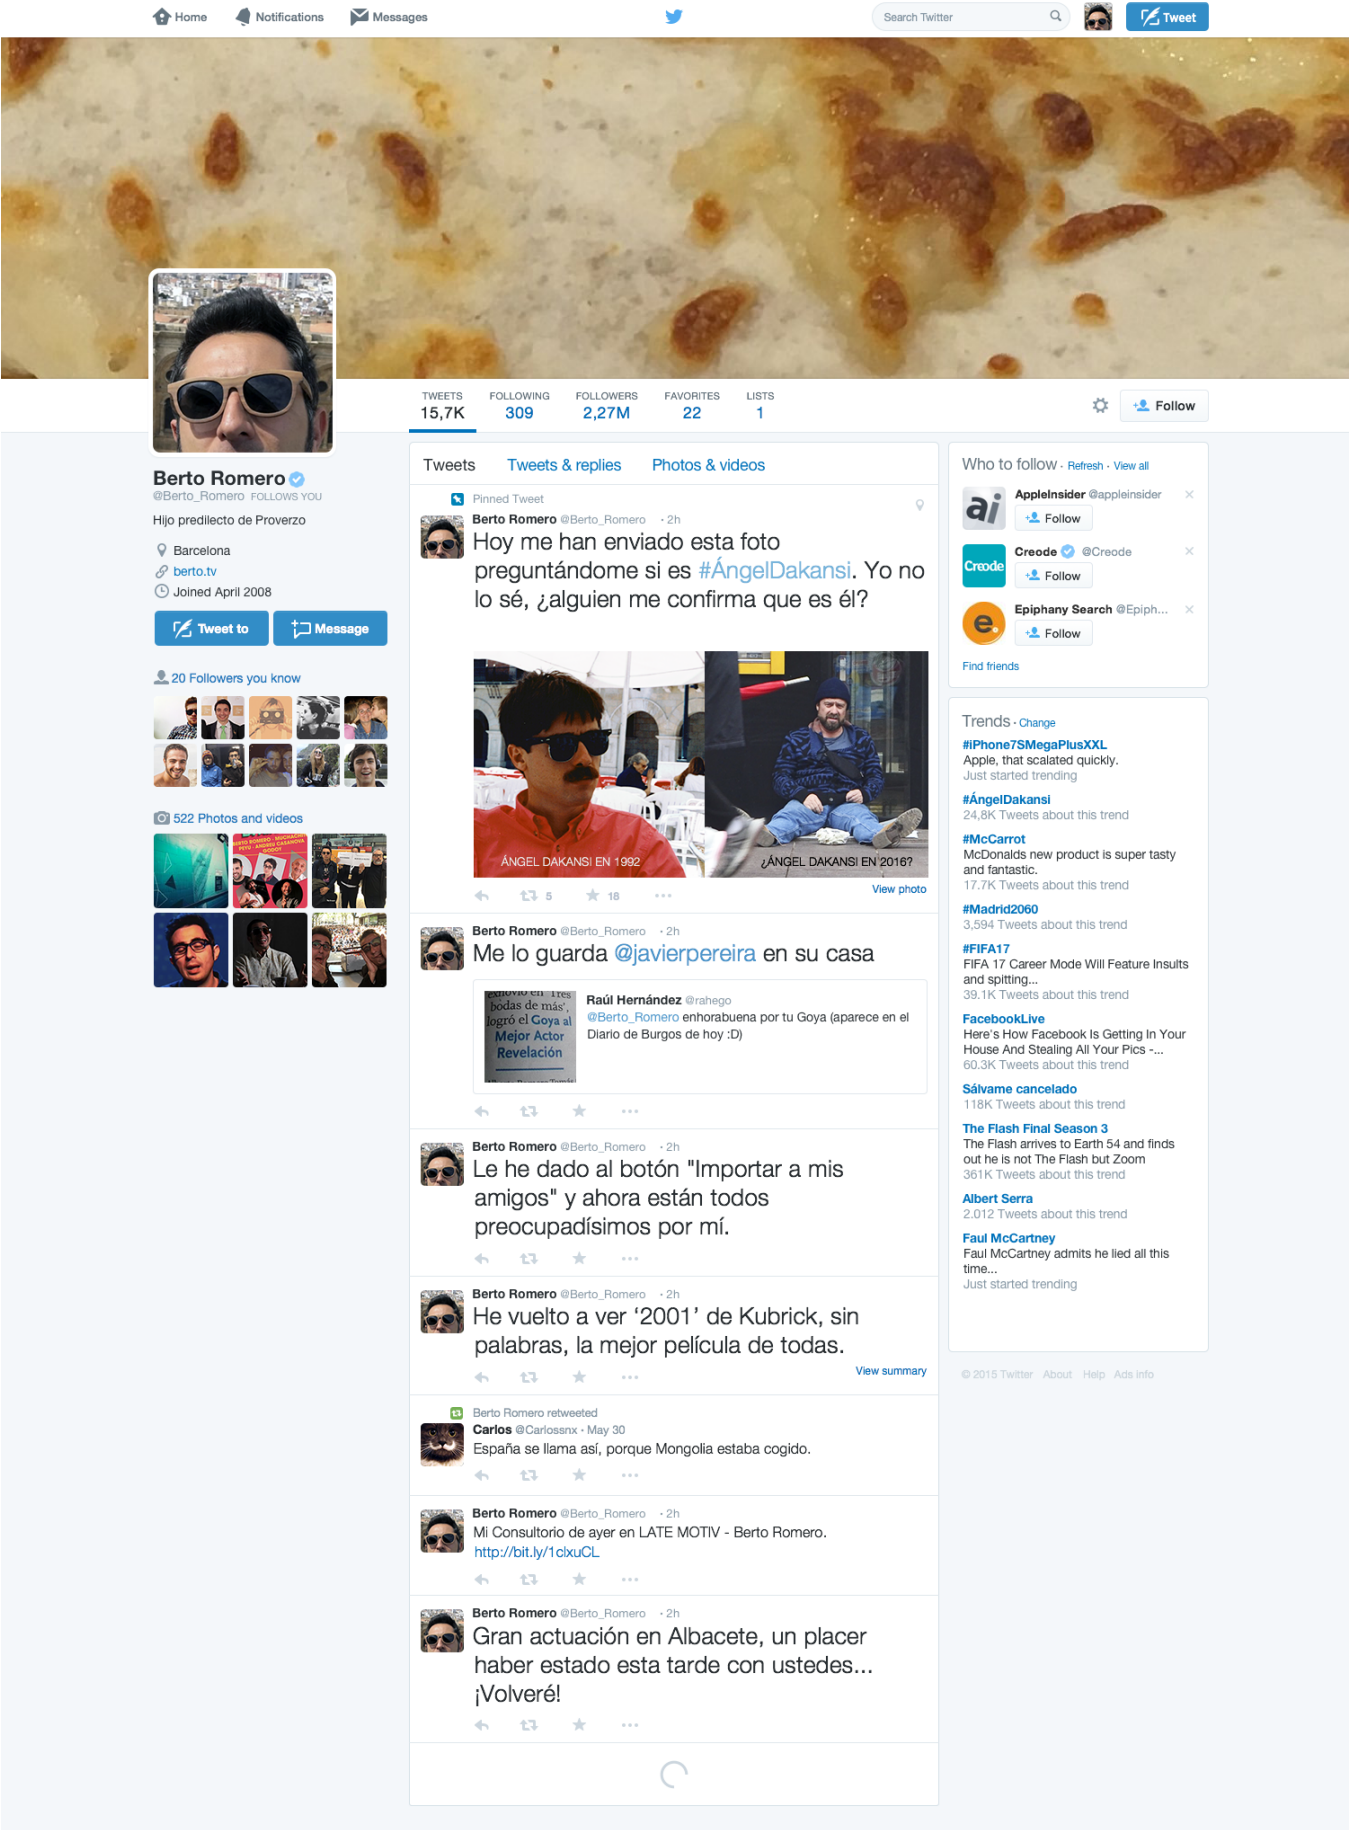 Home Notifications Messages
Search Twitter
Tweet
TWEETS FOLLOWING FOLLOWERS FAVORITES LISTS
15,7K 309 2,27M 22 1
Follow
Berto Romero
@Berto_Romero FOLLOWS YOU
Hijo predilecto de Proverzo
Barcelona
berto.tv
Joined April 2008
Tweet to
Message
20 Followers you know
522 Photos and videos
BERTO ROMERO - MUCHACHITO
PEYU - ANDREU CASANOVA
GODOY
Tweets Tweets & replies Photos & videos
Pinned Tweet
Berto Romero @Berto_Romero · 2h
Hoy me han enviado esta foto
preguntándome si es #ÁngelDakansi. Yo no
lo sé, ¿alguien me confirma que es él?
ÁNGEL DAKANSI EN 1992
¿ÁNGEL DAKANSI EN 2016?
5 18
View photo
Berto Romero @Berto_Romero · 2h
Me lo guarda @javierpereira en su casa
exnovio en 'Tres
bodas de más',
logró el Goya al
Mejor Actor
Revelación
Raúl Hernández @rahego
@Berto_Romero enhorabuena por tu Goya (aparece en el
Diario de Burgos de hoy :D)
Berto Romero @Berto_Romero · 2h
Le he dado al botón "Importar a mis
amigos" y ahora están todos
preocupadísimos por mí.
Berto Romero @Berto_Romero · 2h
He vuelto a ver ‘2001’ de Kubrick, sin
palabras, la mejor película de todas.
View summary
Berto Romero retweeted
Carlos @Carlossnx · May 30
España se llama así, porque Mongolia estaba cogido.
Berto Romero @Berto_Romero · 2h
Mi Consultorio de ayer en LATE MOTIV - Berto Romero.
http://bit.ly/1clxuCL
Berto Romero @Berto_Romero · 2h
Gran actuación en Albacete, un placer
haber estado esta tarde con ustedes...
¡Volveré!
Who to follow · Refresh · View all
ai
AppleInsider @appleinsider
Follow
Creode
Creode @Creode
Follow
e.
Epiphany Search @Epiph...
Follow
Find friends
Trends · Change
#iPhone7SMegaPlusXXL
Apple, that scalated quickly.
Just started trending
#ÁngelDakansi
24,8K Tweets about this trend
#McCarrot
McDonalds new product is super tasty
and fantastic.
17.7K Tweets about this trend
#Madrid2060
3,594 Tweets about this trend
#FIFA17
FIFA 17 Career Mode Will Feature Insults
and spitting...
39.1K Tweets about this trend
FacebookLive
Here's How Facebook Is Getting In Your
House And Stealing All Your Pics -...
60.3K Tweets about this trend
Sálvame cancelado
118K Tweets about this trend
The Flash Final Season 3
The Flash arrives to Earth 54 and finds
out he is not The Flash but Zoom
361K Tweets about this trend
Albert Serra
2.012 Tweets about this trend
Faul McCartney
Faul McCartney admits he lied all this
time...
Just started trending
© 2015 Twitter About Help Ads info